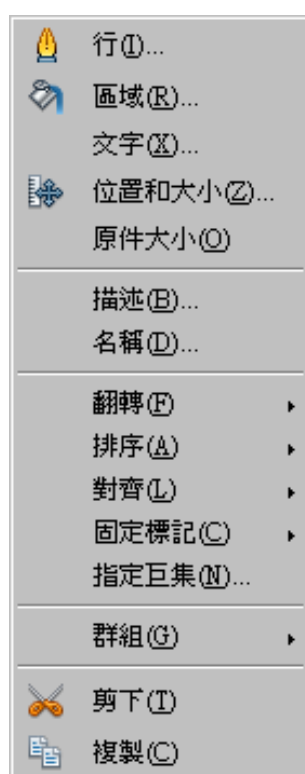 行(I)...
區域(R)...
文字(X)...
位置和大小(Z)...
原件大小(O)
描述(B)...
名稱(D)...
翻轉(F)
排序(A)
對齊(L)
固定標記(C)
指定巨集(N)...
群組(G)
剪下(T)
複製(C)